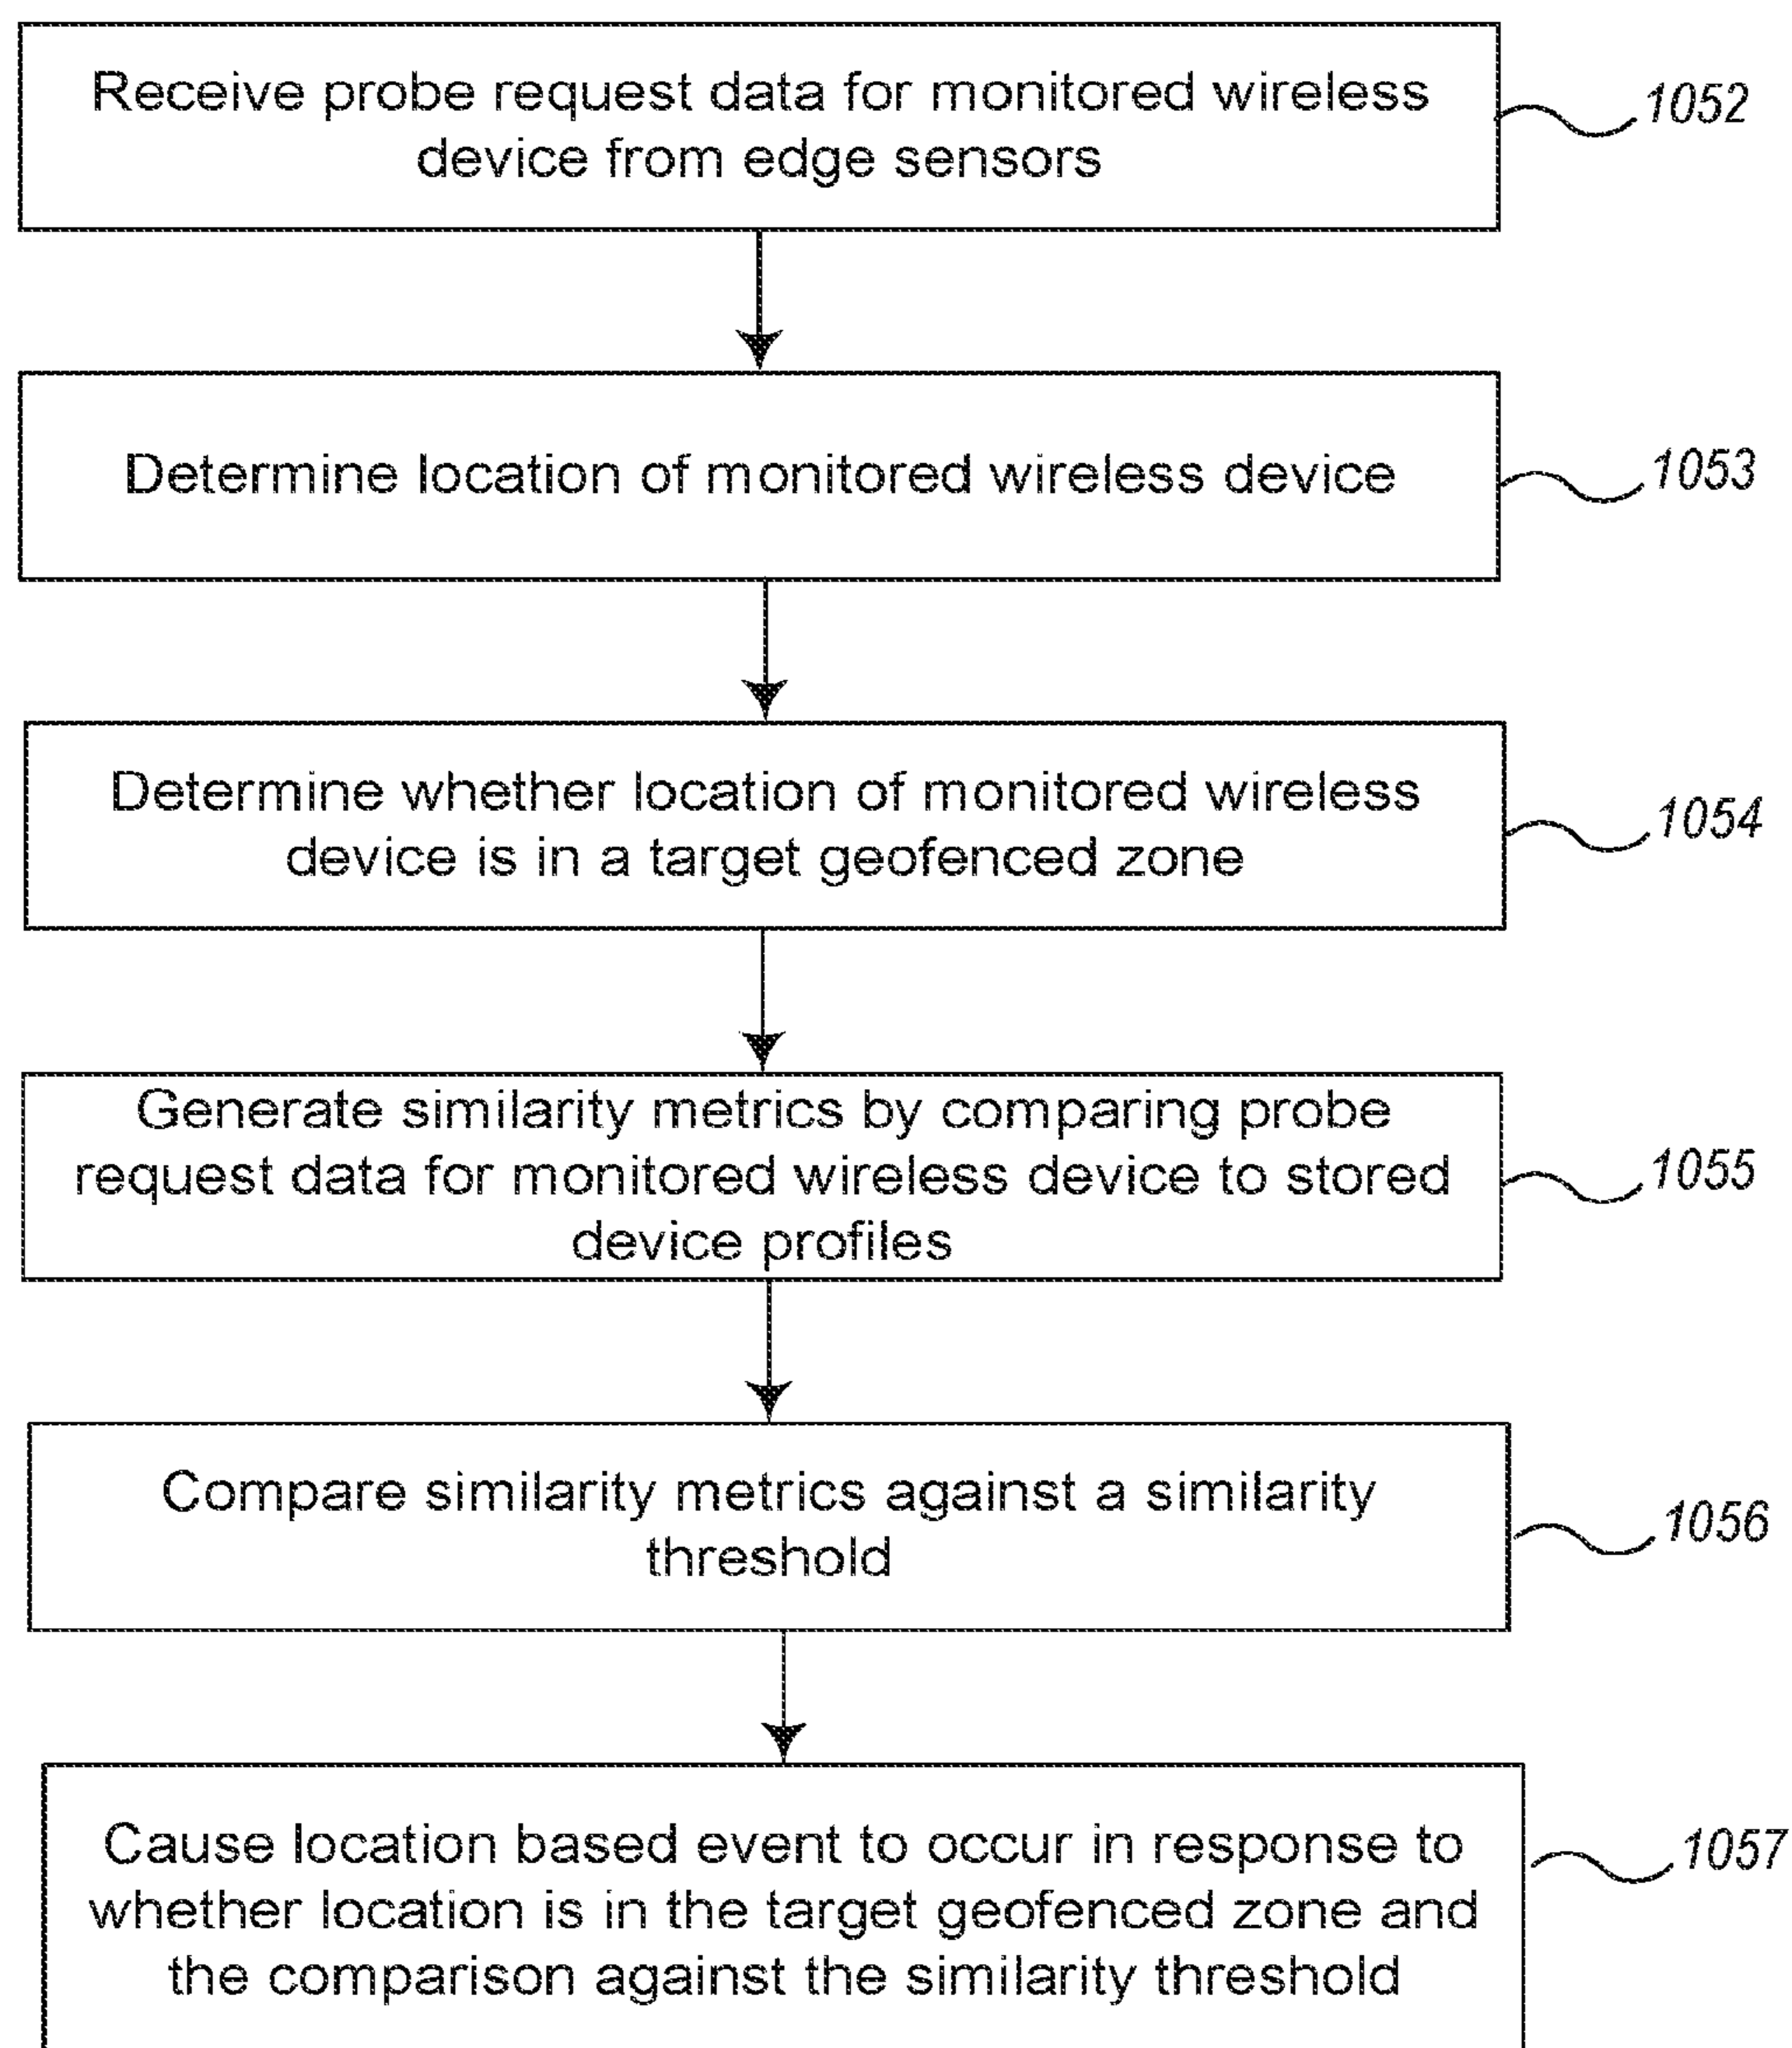 Receive probe request data for monitored wireless
device from edge sensors
1052
Determine location of monitored wireless device
1053
Determine whether location of monitored wireless
device is in a target geofenced zone
1054
Generate similarity metrics by comparing probe
request data for monitored wireless device to stored
device profiles
1055
Compare similarity metrics against a similarity
threshold
1056
Cause location based event to occur in response to
whether location is in the target geofenced zone and
the comparison against the similarity threshold
1057